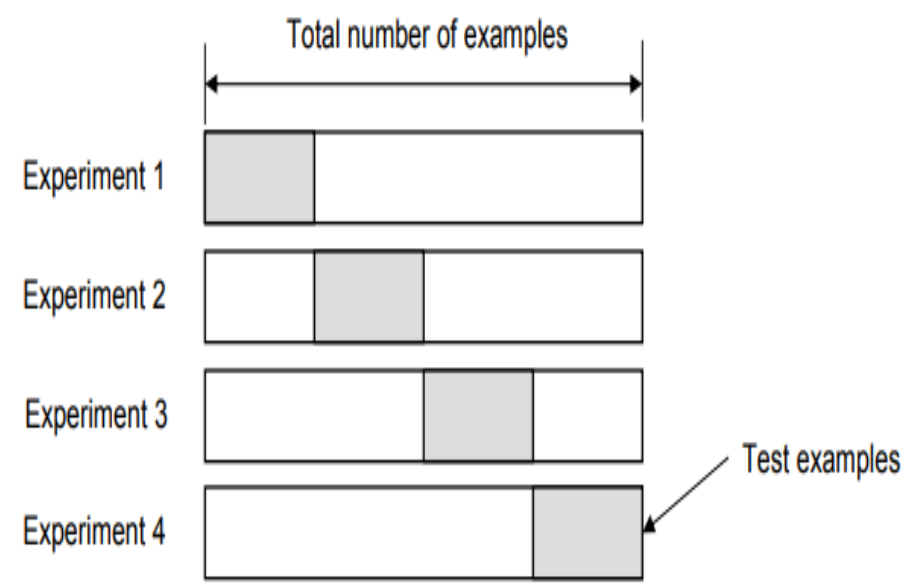 Total number of examples
Experiment 1
Experiment 2
Experiment 3
Test examples
Experiment 4